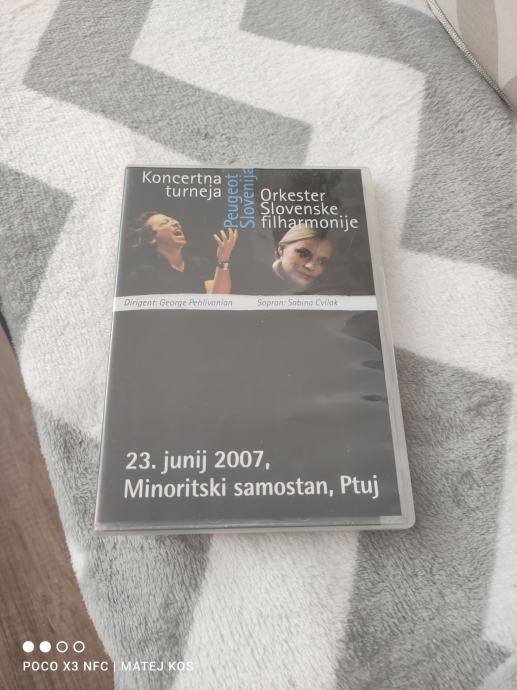 Koncertna
turneja
Peugeot
Slovenija
Orkester
Slovenske
filharmonije
Dirigent: George Pehlivanian
Sopran: Sabina Cvilak
23. junij 2007,
Minoritski samostan, Ptuj
POCO X3 NFC | MATEJ KOS